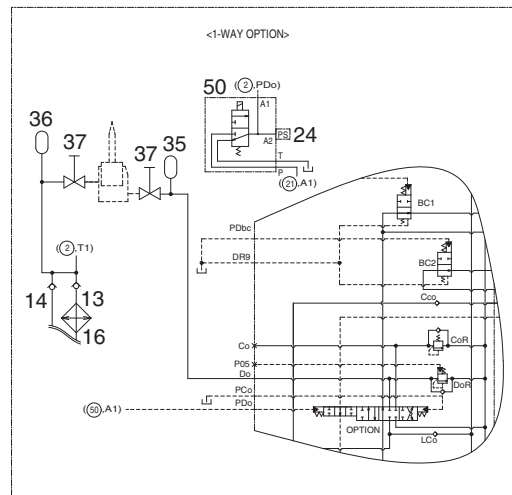 <1-WAY OPTION>
50
(2,PDo)
A1
A2
PS
24
T
P
(21,A1)
36
37
37
35
(2,T1)
14
13
16
PDbc
DR9
BC1
BC2
Cco
Co
CoR
P05
Do
DoR
PCo
PDo
(50,A1)
OPTION
LCo